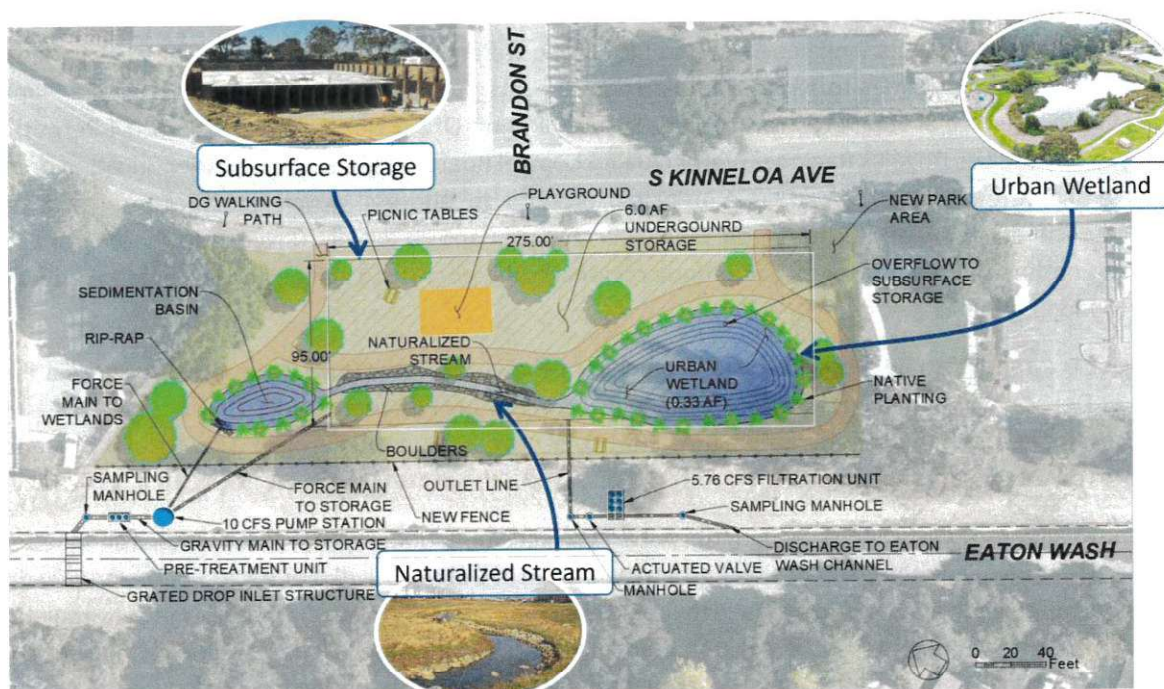 BRANDON ST
Subsurface Storage
S KINNELOA AVE
Urban Wetland
DG WALKING
PATH
PICNIC TABLES
PLAYGROUND
6.0 AF
UNDERGOUNRD
STORAGE
NEW PARK
AREA
275.00'
OVERFLOW TO
SUBSURFACE
STORAGE
SEDIMENTATION
BASIN
RIP-RAP
95.00'
NATURALIZED
STREAM
URBAN
WETLAND
(0.33 AF)
FORCE
MAIN TO
WETLANDS
NATIVE
PLANTING
BOULDERS
SAMPLING
MANHOLE
FORCE MAIN
TO STORAGE
OUTLET LINE
5.76 CFS FILTRATION UNIT
10 CFS PUMP STATION
NEW FENCE
SAMPLING MANHOLE
GRAVITY MAIN TO STORAGE
PRE-TREATMENT UNIT
GRATED DROP INLET STRUCTURE
Naturalized Stream
ACTUATED VALVE
MANHOLE
DISCHARGE TO EATON
WASH CHANNEL
EATON WASH
0 20 40
Feet